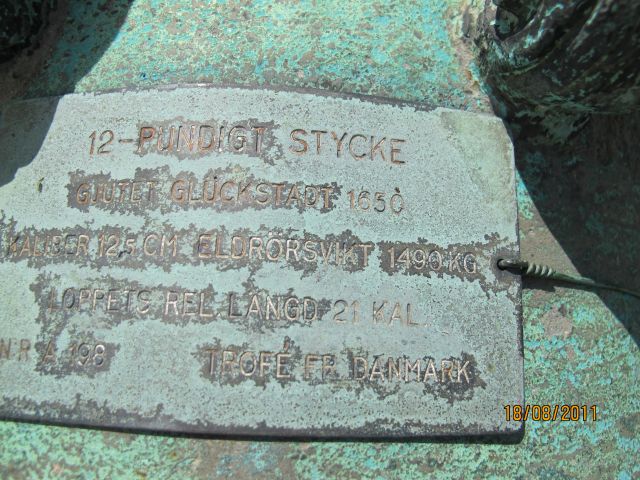 12-PUNDIGT STYCKE
GJUTET GLÜCKSTADT 1650
KALIBER 12,5 CM ELDRÖRSVIKT 1490 KG
LOPPETS REL LÄNGD 21 KAL.
NR A 198 TROFÉ FR DANMARK
18/08/2011